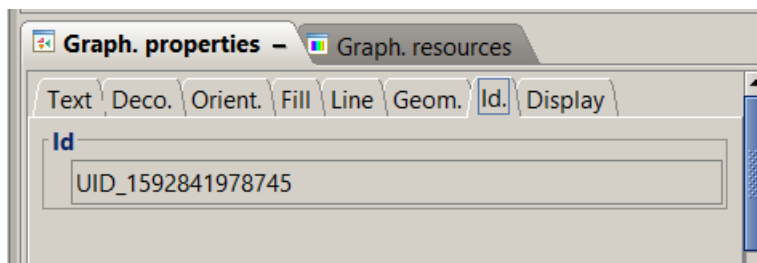 Graph. properties – Graph. resources
Text Deco. Orient. Fill Line Geom. Id. Display
Id
UID_1592841978745